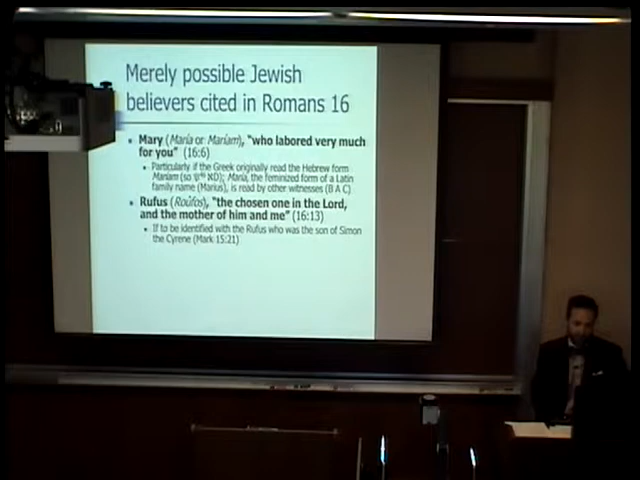 Merely possible Jewish
believers cited in Romans 16
Mary (María or Mariam), "who labored very much
for you" (16:6)
Particularly if the Greek originally read the Hebrew form
Mariam (so 𝔓⁴⁶ ℵD); María, the feminized form of a Latin
family name (Marius), is read by other witnesses (B A C)
Rufus (Roúfos), "the chosen one in the Lord,
and the mother of him and me" (16:13)
If to be identified with the Rufus who was the son of Simon
the Cyrene (Mark 15:21)